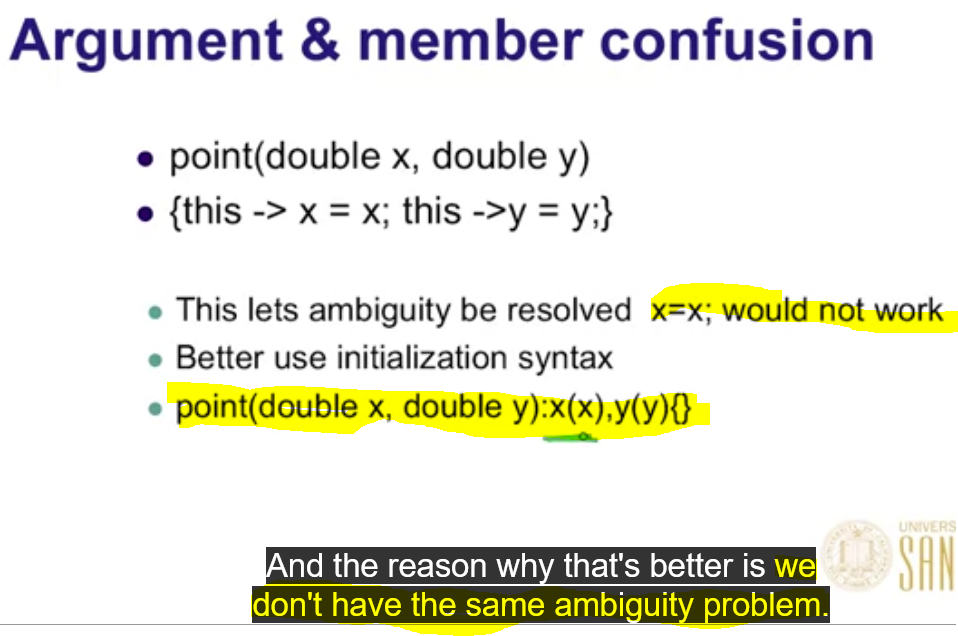 Argument & member confusion
point(double x, double y)
{this -> x = x; this ->y = y;}
This lets ambiguity be resolved  x=x; would not work
Better use initialization syntax
point(double x, double y):x(x),y(y){}
UNIVERS
SAN
And the reason why that's better is we
don't have the same ambiguity problem.